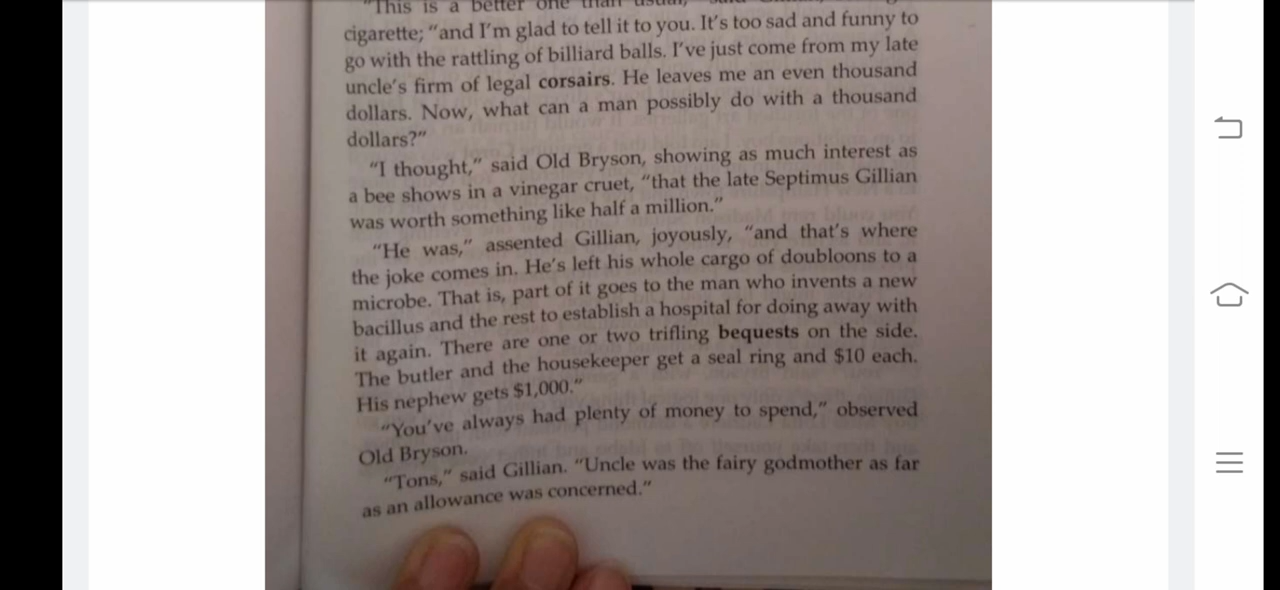 "This is a better one than usual," said
cigarette; "and I'm glad to tell it to you. It's too sad and funny to
go with the rattling of billiard balls. I've just come from my late
uncle's firm of legal corsairs. He leaves me an even thousand
dollars. Now, what can a man possibly do with a thousand
dollars?"
"I thought," said Old Bryson, showing as much interest as
a bee shows in a vinegar cruet, "that the late Septimus Gillian
was worth something like half a million."
"He was," assented Gillian, joyously, "and that's where
the joke comes in. He's left his whole cargo of doubloons to a
microbe. That is, part of it goes to the man who invents a new
bacillus and the rest to establish a hospital for doing away with
it again. There are one or two trifling bequests on the side.
The butler and the housekeeper get a seal ring and $10 each.
His nephew gets $1,000."
"You've always had plenty of money to spend," observed
Old Bryson.
"Tons," said Gillian. "Uncle was the fairy godmother as far
as an allowance was concerned."